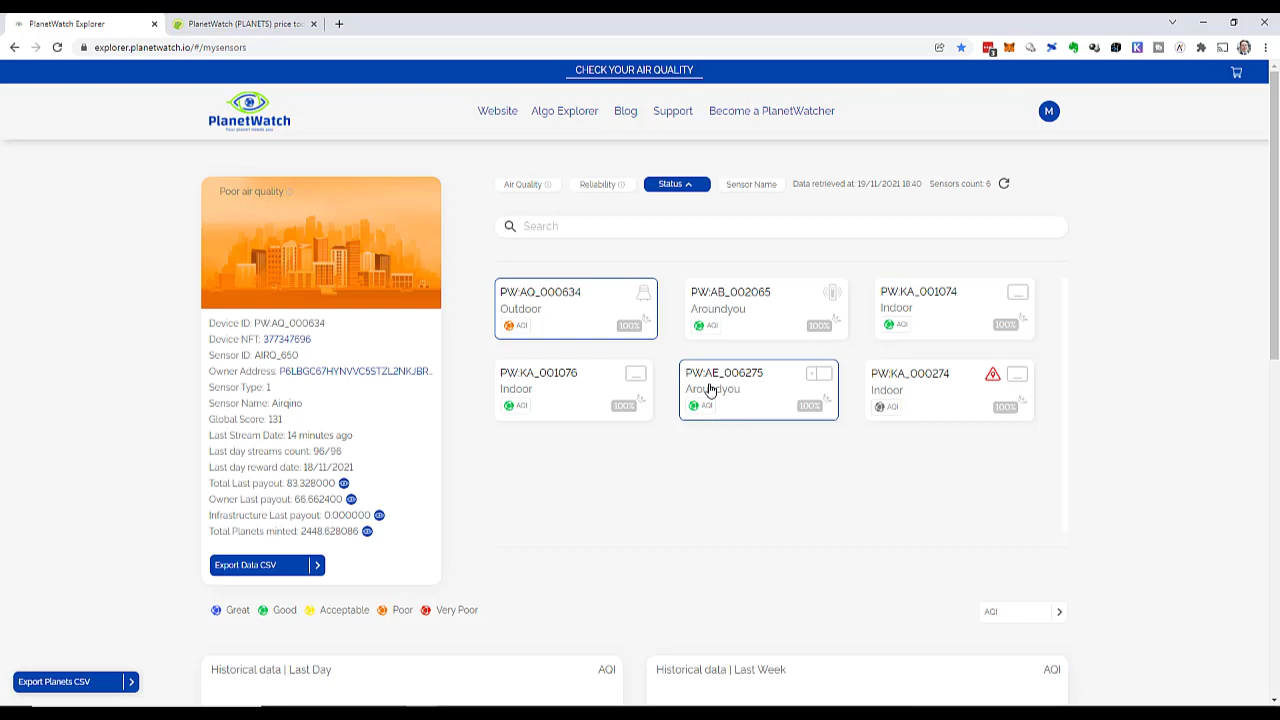 PlanetWatch Explorer
PlanetWatch (PLANETS) price to
explorer.planetwatch.io/#/mysensors
CHECK YOUR AIR QUALITY
PlanetWatch
Your planet needs you
Website
Algo Explorer
Blog
Support
Become a PlanetWatcher
M
Poor air quality
Device ID: PW:AQ_000634
Device NFT: 377347696
Sensor ID: AIRQ_650
Owner Address: P6LBGC67HYNVVC5STZL2NKJBR...
Sensor Type: 1
Sensor Name: Airqino
Global Score: 131
Last Stream Date: 14 minutes ago
Last day streams count: 96/96
Last day reward date: 18/11/2021
Total Last payout: 83.328000
Owner Last payout: 66.662400
Infrastructure Last payout: 0.000000
Total Planets minted: 2448.628086
Export Data CSV
Air Quality
Reliability
Status
Sensor Name
Data retrieved at: 19/11/2021 18:40
Sensors count: 6
Search
PW:AQ_000634
Outdoor
AQI
100%
PW:AB_002065
Aroundyou
AQI
100%
PW:KA_001074
Indoor
AQI
100%
PW:KA_001076
Indoor
AQI
100%
PW:AE_006275
Aroundyou
AQI
100%
PW:KA_000274
Indoor
AQI
100%
Great
Good
Acceptable
Poor
Very Poor
AQI
Historical data | Last Day
AQI
Historical data | Last Week
AQI
Export Planets CSV